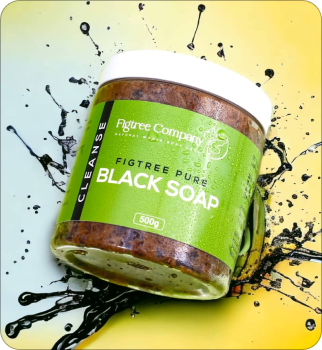 CLEANSE
Figtree Company
FIGTREE PURE
BLACK SOAP
500g